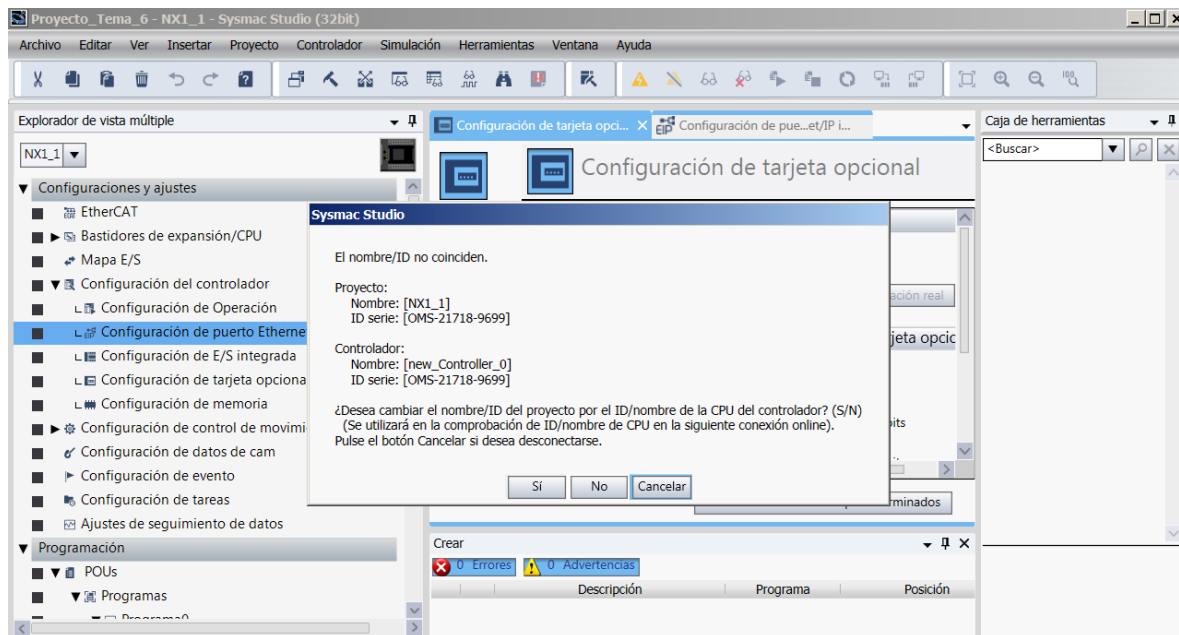 Proyecto_Tema_6 - NX1_1 - Sysmac Studio (32bit)
Archivo Editar Ver Insertar Proyecto Controlador Simulación Herramientas Ventana Ayuda
Explorador de vista múltiple
NX1_1
Configuraciones y ajustes
EtherCAT
Bastidores de expansión/CPU
Mapa E/S
Configuración del controlador
Configuración de Operación
Configuración de puerto Etherne
Configuración de E/S integrada
Configuración de tarjeta opciona
Configuración de memoria
Configuración de control de movimi
Configuración de datos de cam
Configuración de evento
Configuración de tareas
Ajustes de seguimiento de datos
Programación
POUs
Programas
Programa0
Configuración de tarjeta opci...
EIP Configuración de pue...et/IP i...
Configuración de tarjeta opcional
ación real
jeta opcic
bits
rminados
Sysmac Studio
El nombre/ID no coinciden.
Proyecto:
Nombre: [NX1_1]
ID serie: [OMS-21718-9699]
Controlador:
Nombre: [new_Controller_0]
ID serie: [OMS-21718-9699]
¿Desea cambiar el nombre/ID del proyecto por el ID/nombre de la CPU del controlador? (S/N)
(Se utilizará en la comprobación de ID/nombre de CPU en la siguiente conexión online).
Pulse el botón Cancelar si desea desconectarse.
Sí No Cancelar
Crear
0 Errores 0 Advertencias
Descripción Programa Posición
Caja de herramientas
<Buscar>